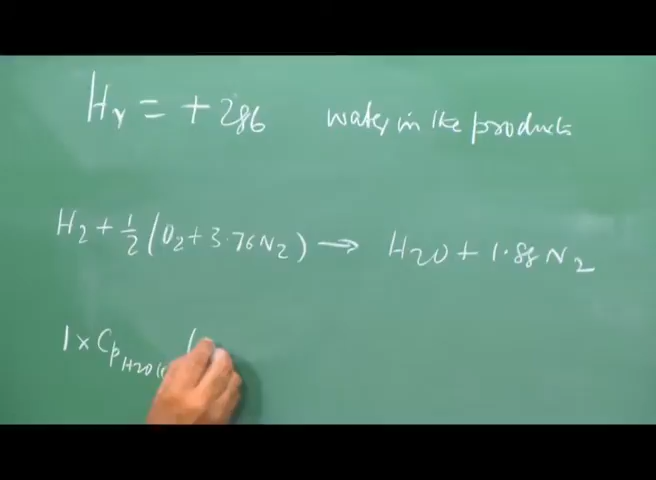 Hr = +286 water in the products
H2 + 1/2 (O2 + 3.76 N2) → H2O + 1.88 N2
1 x Cp H2O (